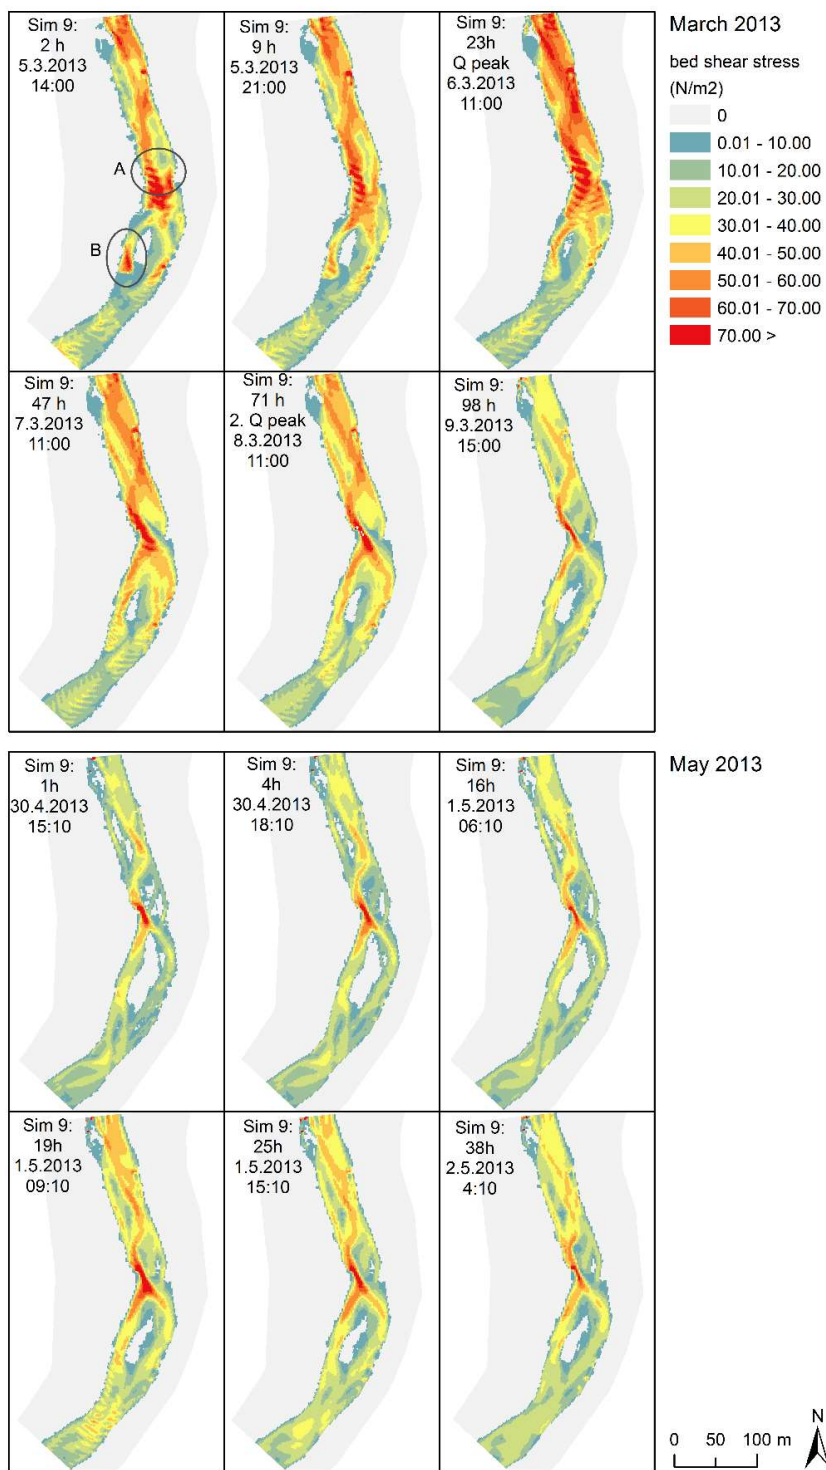 March 2013
bed shear stress
(N/m2)
0
0.01 - 10.00
10.01 - 20.00
20.01 - 30.00
30.01 - 40.00
40.01 - 50.00
50.01 - 60.00
60.01 - 70.00
70.00 >
Sim 9:
2 h
5.3.2013
14:00
A
B
Sim 9:
9 h
5.3.2013
21:00
Sim 9:
23h
Q peak
6.3.2013
11:00
Sim 9:
47 h
7.3.2013
11:00
Sim 9:
71 h
2. Q peak
8.3.2013
11:00
Sim 9:
98 h
9.3.2013
15:00
May 2013
Sim 9:
1h
30.4.2013
15:10
Sim 9:
4h
30.4.2013
18:10
Sim 9:
16h
1.5.2013
06:10
Sim 9:
19h
1.5.2013
09:10
Sim 9:
25h
1.5.2013
15:10
Sim 9:
38h
2.5.2013
4:10
N
0 50 100 m